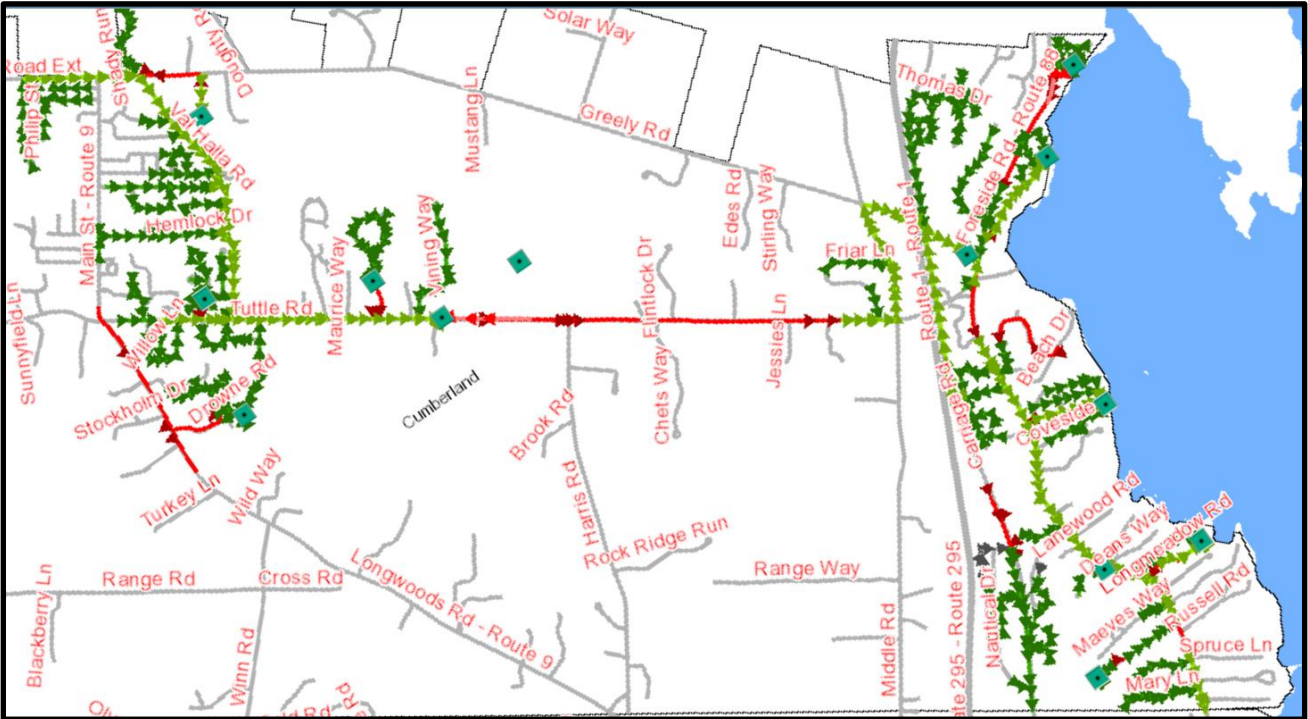 Solar Way
Road Ext
Shady Run
Doughty R
Philip St
Val Halla Rd
Mustang Ln
Greely Rd
Thomas Dr
Foreside Rd - Route 88
Main St - Route 9
Hemlock Dr
Edes Rd
Stirling Way
Route 1
Route 1
Friar Ln
Vining Way
Maurice Way
Flintlock Dr
Sunnyfield Ln
Willow Ln
Tuttle Rd
Jessies Ln
Beach Dr
Chets Way
Cumberland
Stockholm Dr
Drowne Rd
Brook Rd
Carriage Rd
Coveside
Turkey Ln
Wild Way
Harris Rd
Lanewood Rd
Deans Way
Longmeadow Rd
Rock Ridge Run
Range Rd
Cross Rd
Longwoods Rd - Route 9
Range Way
Blackberry Ln
Winn Rd
Middle Rd
ate 295 - Route 295
Nautical Dr
Maeves Way
Russell Rd
Spruce Ln
Mary Ln